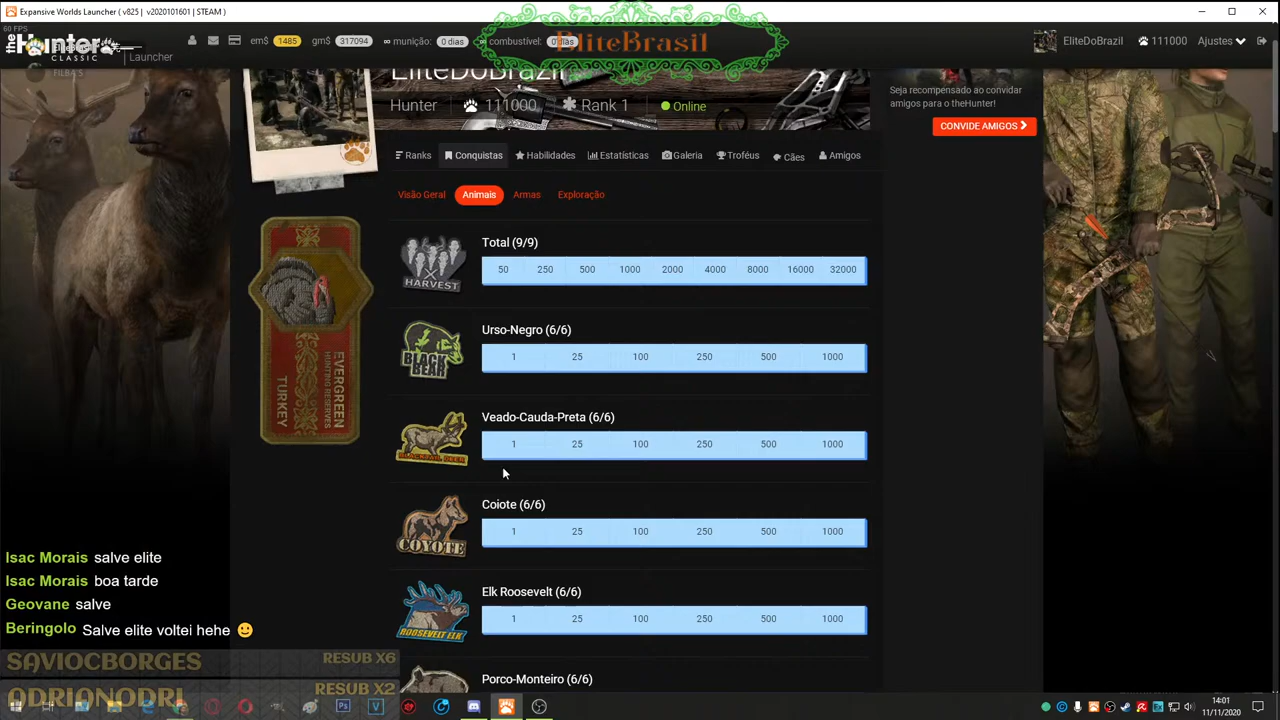 Expansive Worlds Launcher ( v825 | v2020101601 | STEAM )
60 FPS
theHunter
CLASSIC
Launcher
em$ 1485 gm$ 317094 ∞ munição: 0 dias ∞ combustível: 0 dias
EliteBrasil
EliteDoBrazil 111000 Ajustes
FILBA'S
EliteDoBrazil
Hunter 111000 Rank 1 Online
Seja recompensado ao convidar
amigos para o theHunter!
CONVIDE AMIGOS
Ranks Conquistas Habilidades Estatísticas Galeria Troféus Cães Amigos
Visão Geral Animais Armas Exploração
Total (9/9)
HARVEST
50 250 500 1000 2000 4000 8000 16000 32000
Urso-Negro (6/6)
BLACK
BEAR
1 25 100 250 500 1000
EVERGREEN
HUNTING RESERVES
TURKEY
Veado-Cauda-Preta (6/6)
BLACKTAIL DEER
1 25 100 250 500 1000
Coiote (6/6)
COYOTE
1 25 100 250 500 1000
Elk Roosevelt (6/6)
ROOSEVELT ELK
1 25 100 250 500 1000
Porco-Monteiro (6/6)
Isac Morais salve elite
Isac Morais boa tarde
Geovane salve
Beringolo Salve elite voltei hehe 🙂
SAVIOCBORGES RESUB X6
ADRIANODRL RESUB X2
14:01
11/11/2020